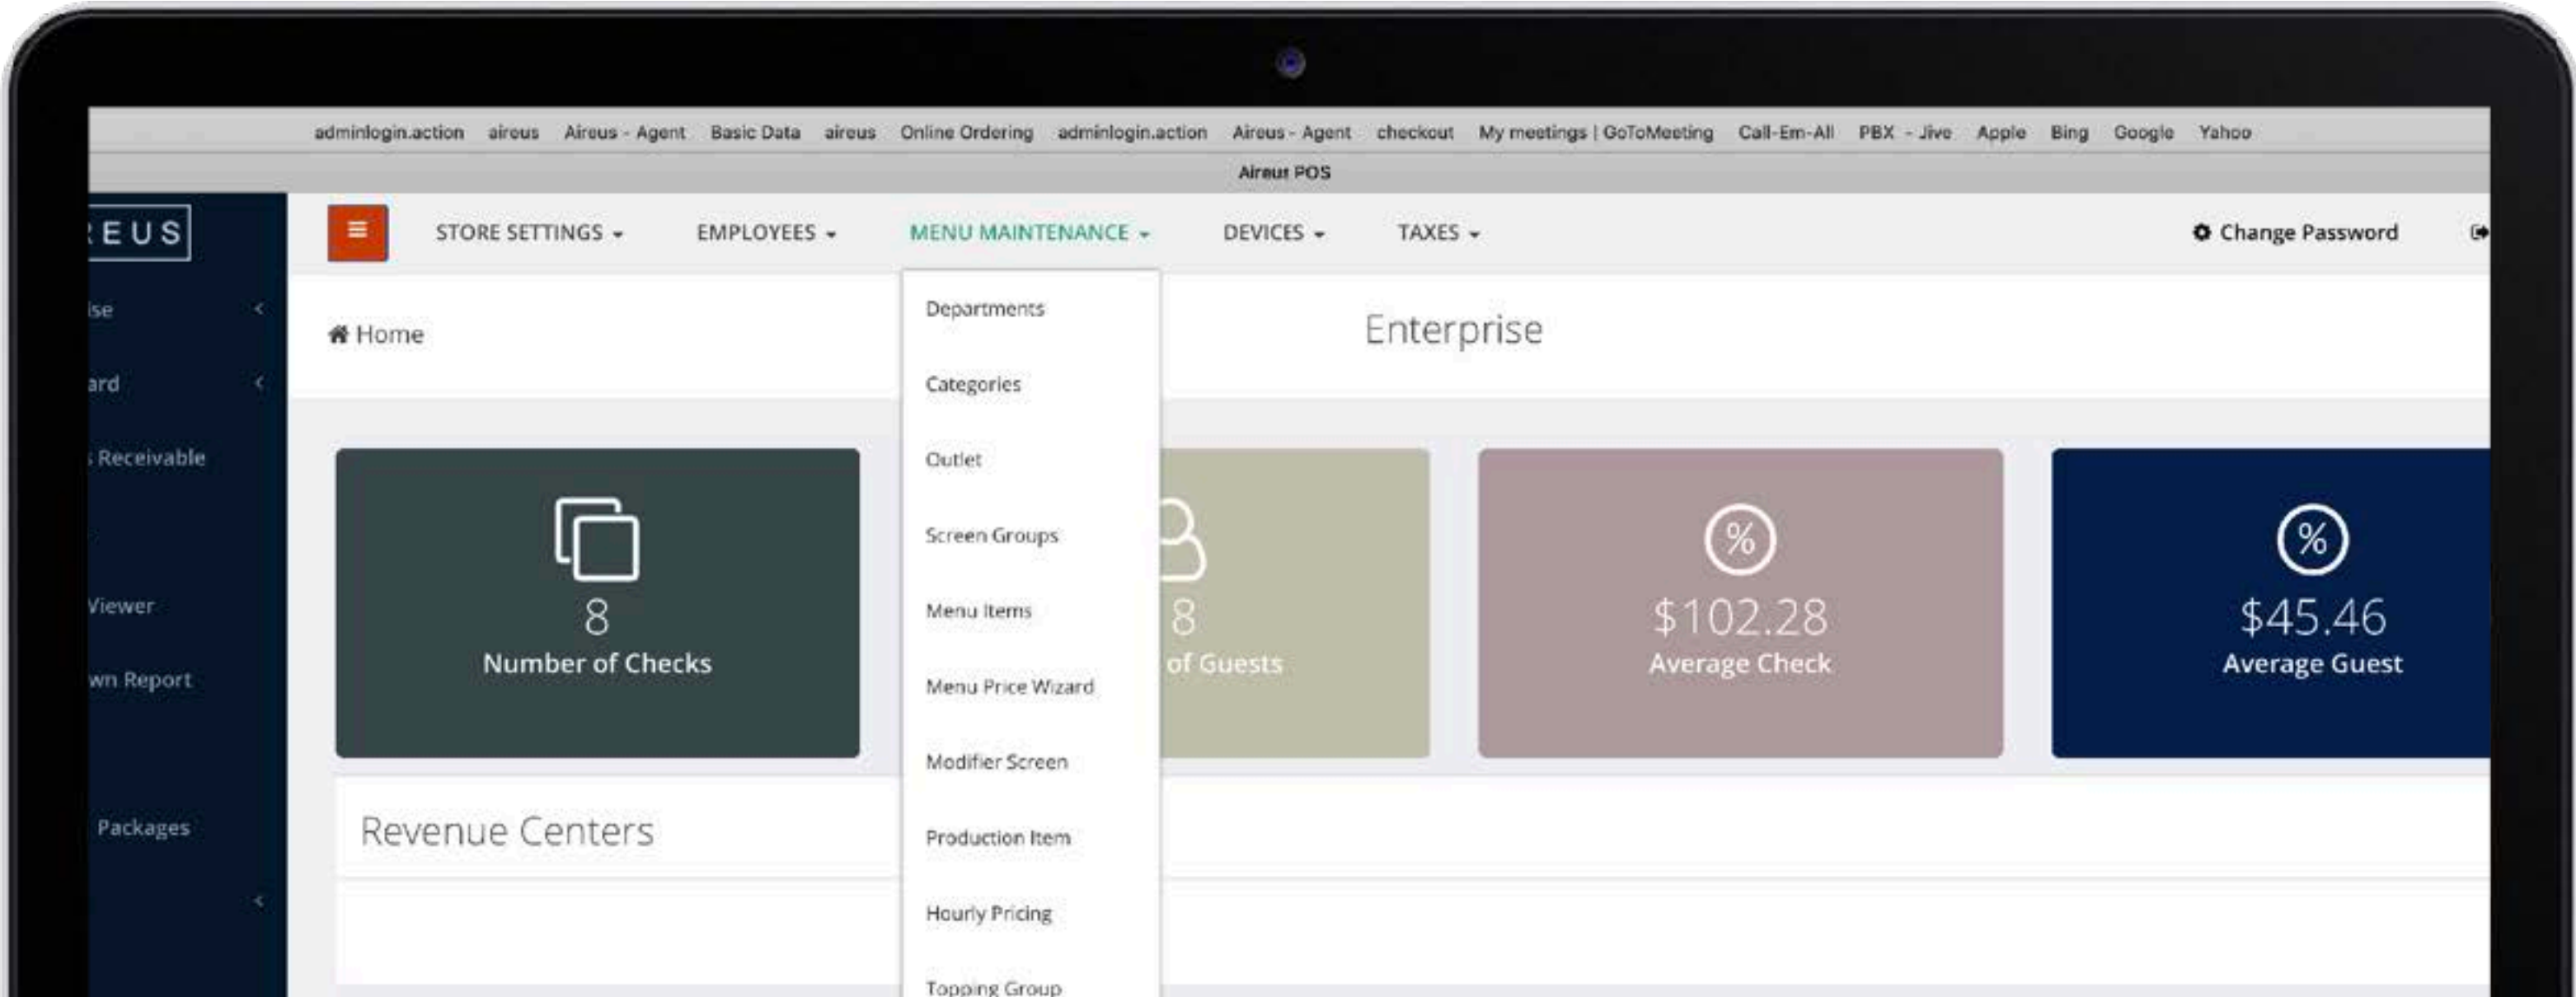 adminlogin.action aireus Aireus - Agent Basic Data aireus Online Ordering adminlogin.action Aireus - Agent checkout My meetings | GoToMeeting Call-Em-All PBX - Jive Apple Bing Google Yahoo
Aireus POS
REUS
STORE SETTINGS EMPLOYEES MENU MAINTENANCE DEVICES TAXES Change Password
ise
Home
Enterprise
ard
s Receivable
Viewer
wn Report
Packages
Departments
Categories
Outlet
Screen Groups
Menu Items
Menu Price Wizard
Modifier Screen
Production Item
Hourly Pricing
Topping Group
8
Number of Checks
8
of Guests
$102.28
Average Check
$45.46
Average Guest
Revenue Centers